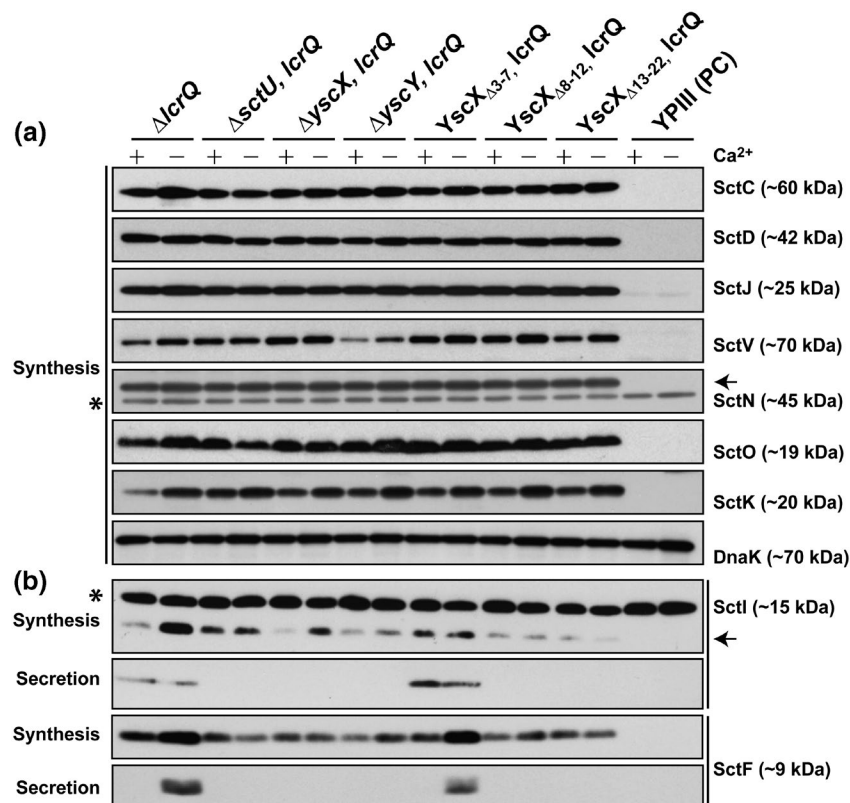 ΔlcrQ
ΔsctU, lcrQ
ΔyscX, lcrQ
ΔyscY, lcrQ
YscXΔ3-7, lcrQ
YscXΔ8-12, lcrQ
YscXΔ13-22, lcrQ
YPIII (PC)
(a)
+ − + − + − + − + − + − + − + − Ca²⁺
SctC (~60 kDa)
SctD (~42 kDa)
SctJ (~25 kDa)
SctV (~70 kDa)
Synthesis
* SctN (~45 kDa)
SctO (~19 kDa)
SctK (~20 kDa)
DnaK (~70 kDa)
(b)
* SctI (~15 kDa)
Synthesis
Secretion
Synthesis
SctF (~9 kDa)
Secretion